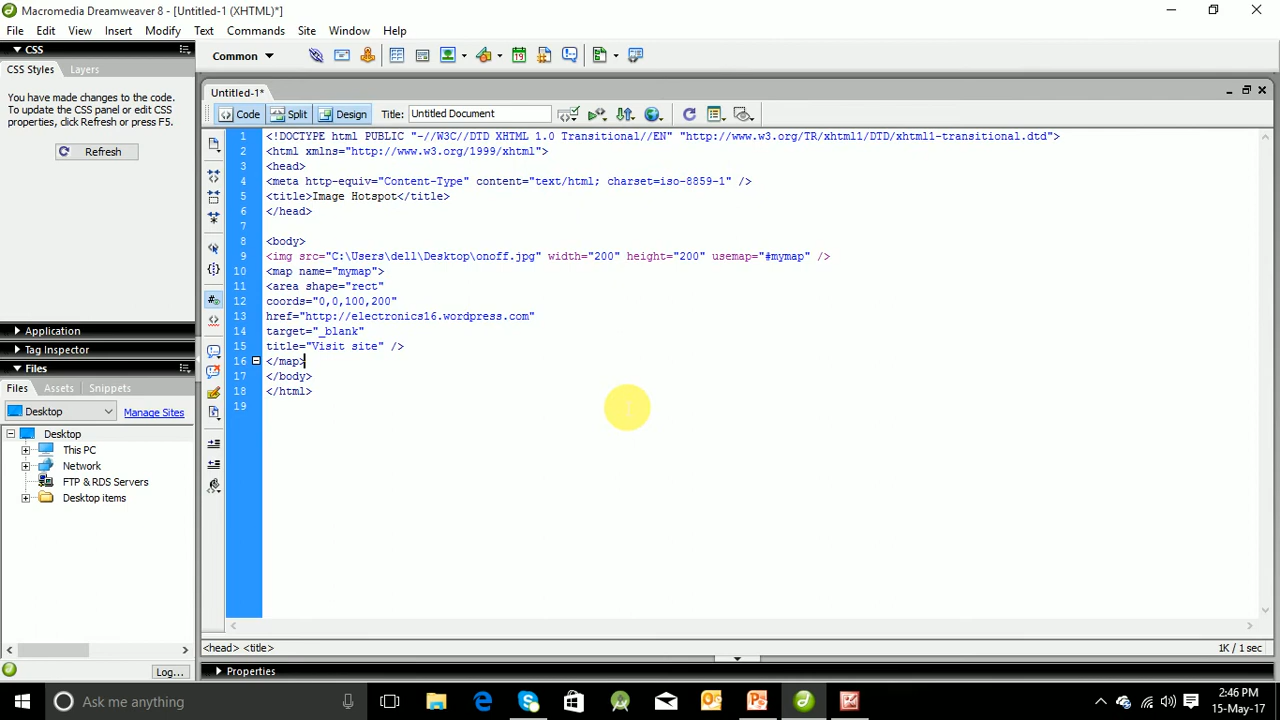 Macromedia Dreamweaver 8 - [Untitled-1 (XHTML)*]
File Edit View Insert Modify Text Commands Site Window Help
CSS
CSS Styles Layers
You have made changes to the code.
To update the CSS panel or edit CSS
properties, click Refresh or press F5.
Refresh
Application
Tag Inspector
Files
Files Assets Snippets
Desktop Manage Sites
Desktop
This PC
Network
FTP & RDS Servers
Desktop items
Log...
Common
19
Untitled-1*
Code Split Design Title: Untitled Document
1 <!DOCTYPE html PUBLIC "-//W3C//DTD XHTML 1.0 Transitional//EN" "http://www.w3.org/TR/xhtml1/DTD/xhtml1-transitional.dtd">
2 <html xmlns="http://www.w3.org/1999/xhtml">
3 <head>
4 <meta http-equiv="Content-Type" content="text/html; charset=iso-8859-1" />
5 <title>Image Hotspot</title>
6 </head>
7
8 <body>
9 <img src="C:\Users\dell\Desktop\onoff.jpg" width="200" height="200" usemap="#mymap" />
10 <map name="mymap">
11 <area shape="rect"
12 coords="0,0,100,200"
13 href="http://electronics16.wordpress.com"
14 target="_blank"
15 title="Visit site" />
16 </map>
17 </body>
18 </html>
19
<head> <title> 1K / 1 sec
Properties
Ask me anything
2:46 PM
15-May-17